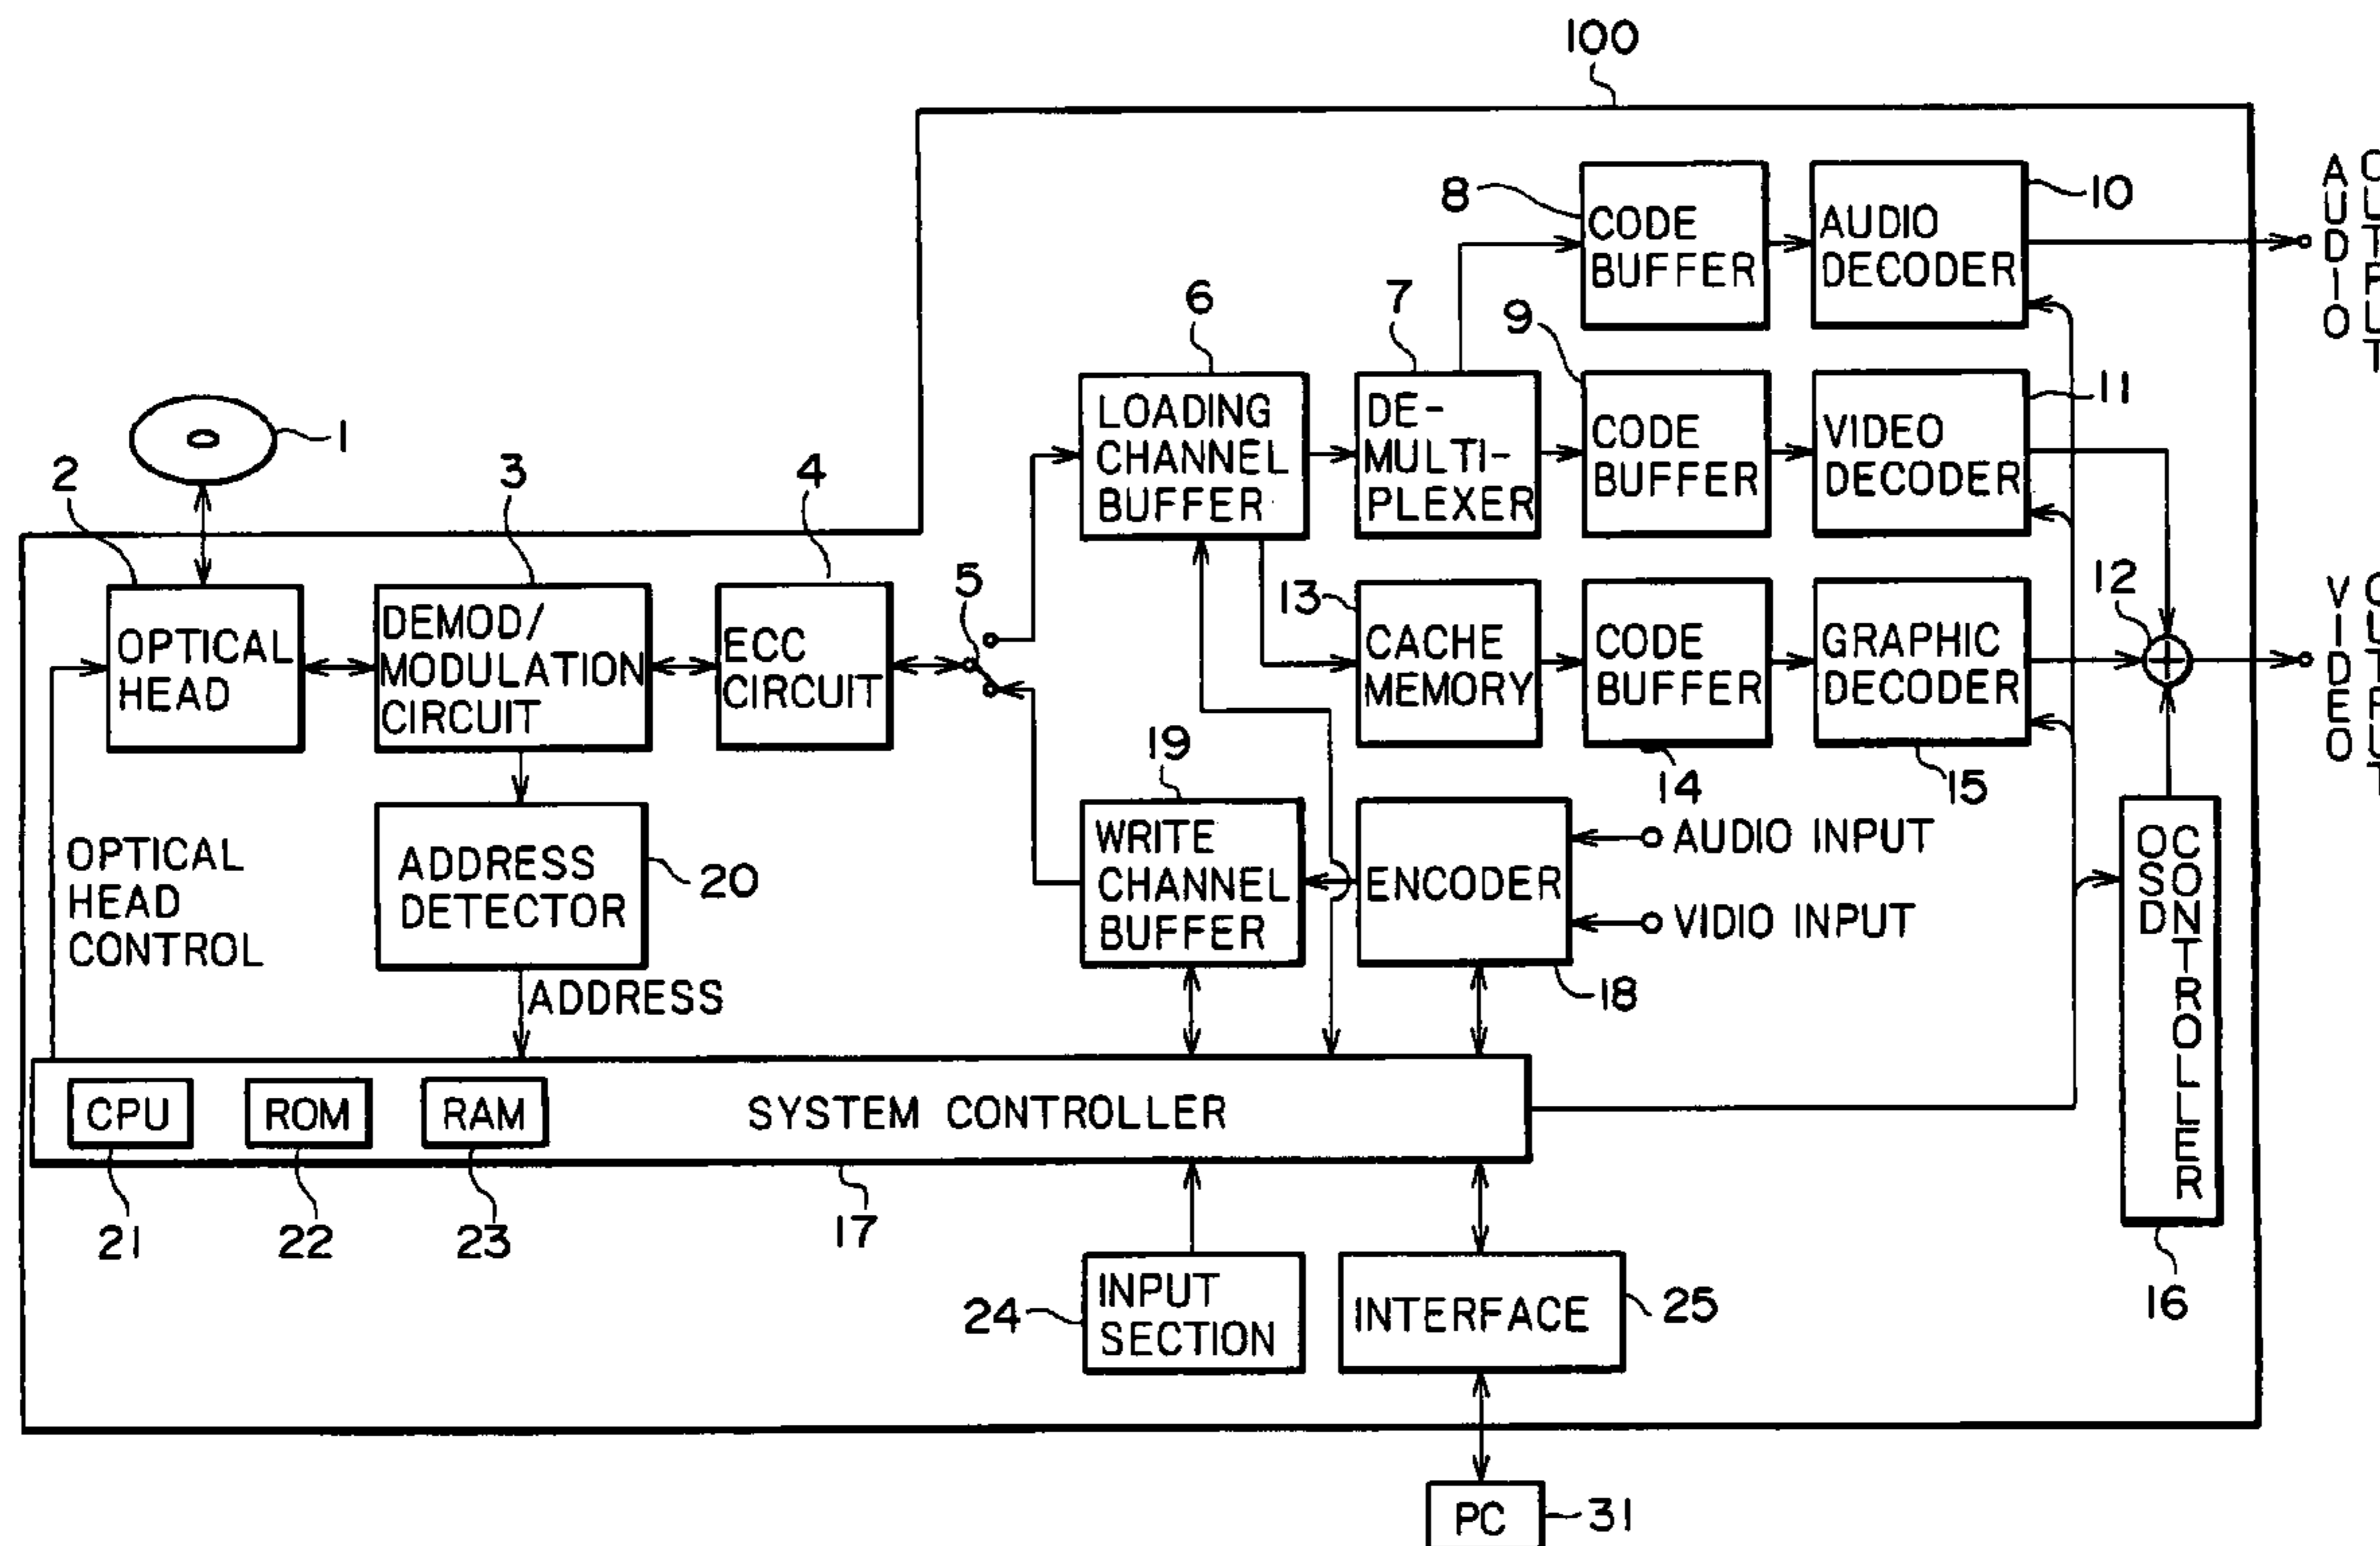 100
8
CODE
BUFFER
AUDIO
DECODER
10
AUDIO
6
7
9
LOADING
CHANNEL
BUFFER
DE-
MULTI-
PLEXER
CODE
BUFFER
VIDEO
DECODER
11
1
2
3
4
5
OPTICAL
HEAD
DEMOD/
MODULATION
CIRCUIT
ECC
CIRCUIT
13
CACHE
MEMORY
CODE
BUFFER
14
GRAPHIC
DECODER
15
12
VIDEO
19
OPTICAL
HEAD
CONTROL
ADDRESS
DETECTOR
20
WRITE
CHANNEL
BUFFER
ENCODER
AUDIO INPUT
VIDIO INPUT
18
OSD
CONTROLLER
16
ADDRESS
CPU
ROM
RAM
SYSTEM CONTROLLER
21
22
23
17
24
INPUT
SECTION
INTERFACE
25
PC
31